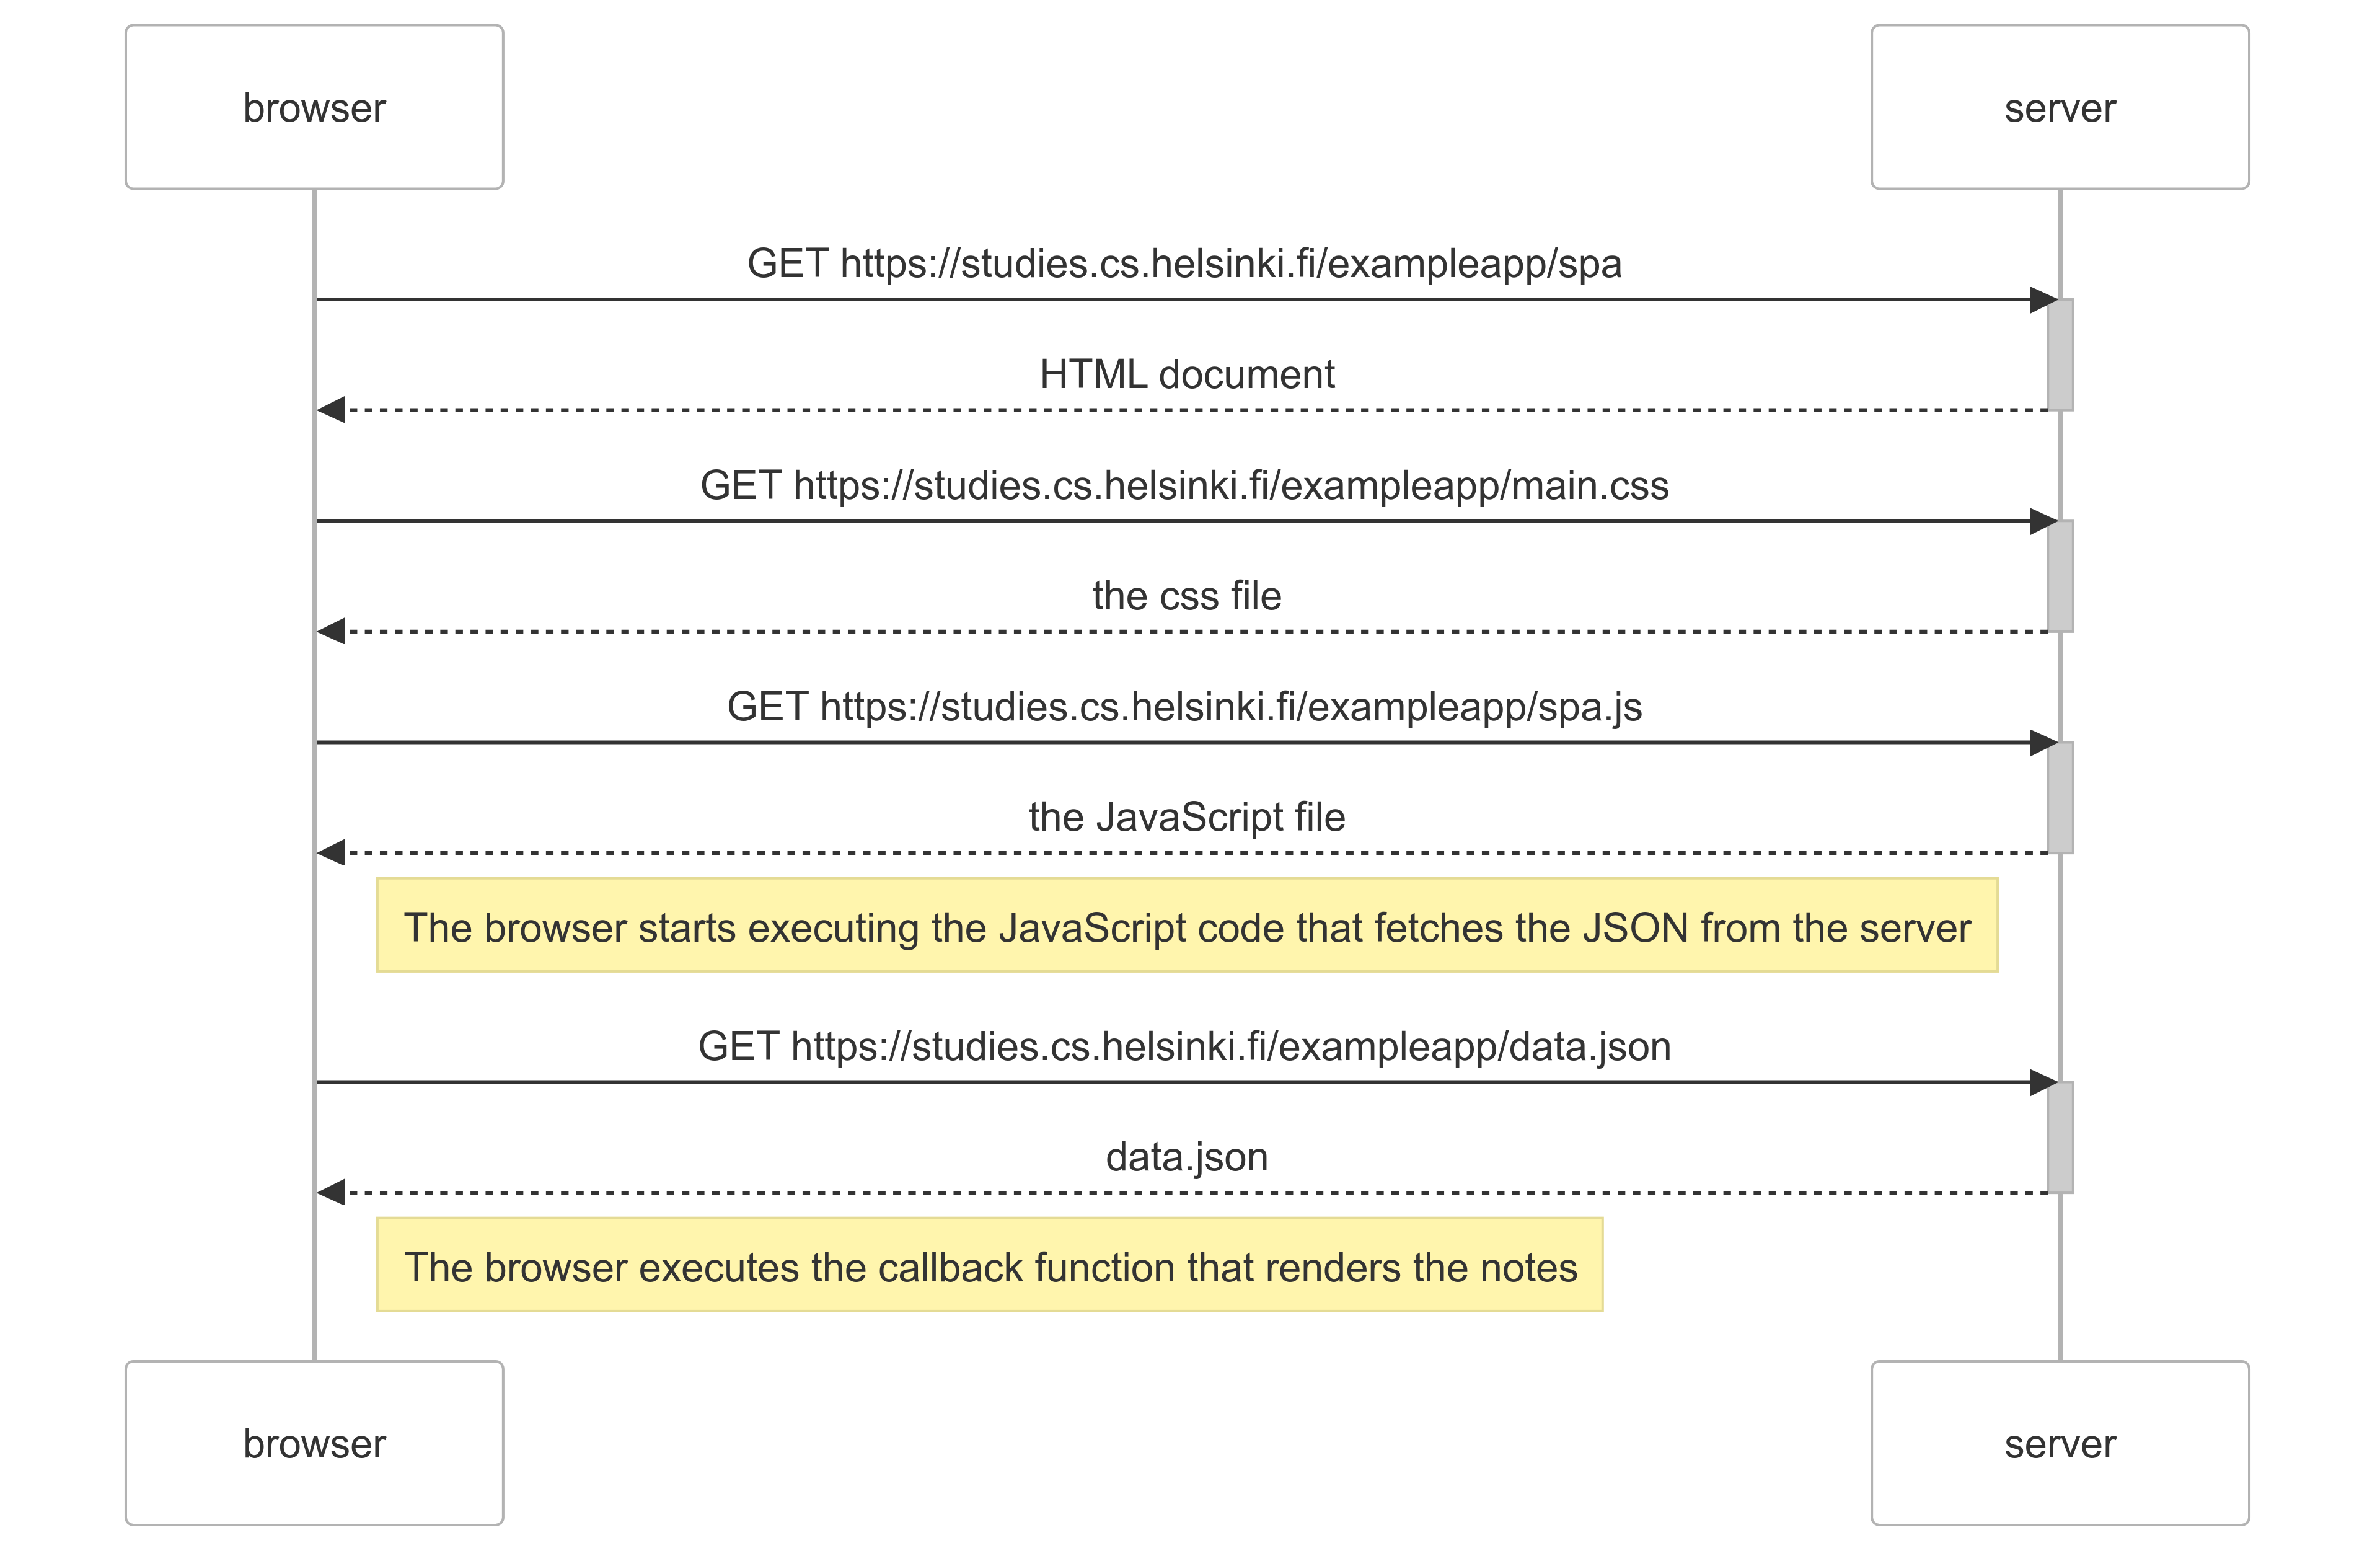 browser
server
GET https://studies.cs.helsinki.fi/exampleapp/spa
HTML document
GET https://studies.cs.helsinki.fi/exampleapp/main.css
the css file
GET https://studies.cs.helsinki.fi/exampleapp/spa.js
the JavaScript file
The browser starts executing the JavaScript code that fetches the JSON from the server
GET https://studies.cs.helsinki.fi/exampleapp/data.json
data.json
The browser executes the callback function that renders the notes
browser
server